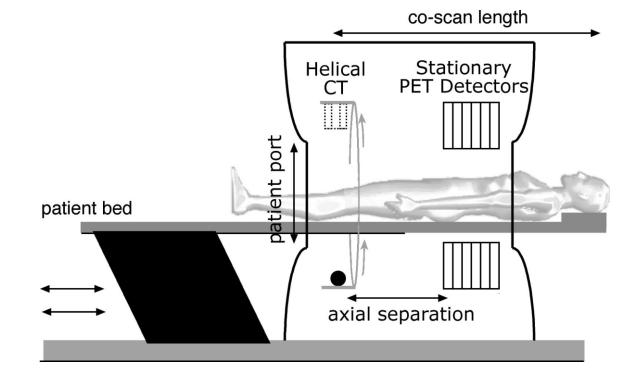 co-scan length
Helical
CT
Stationary
PET Detectors
patient port
patient bed
axial separation